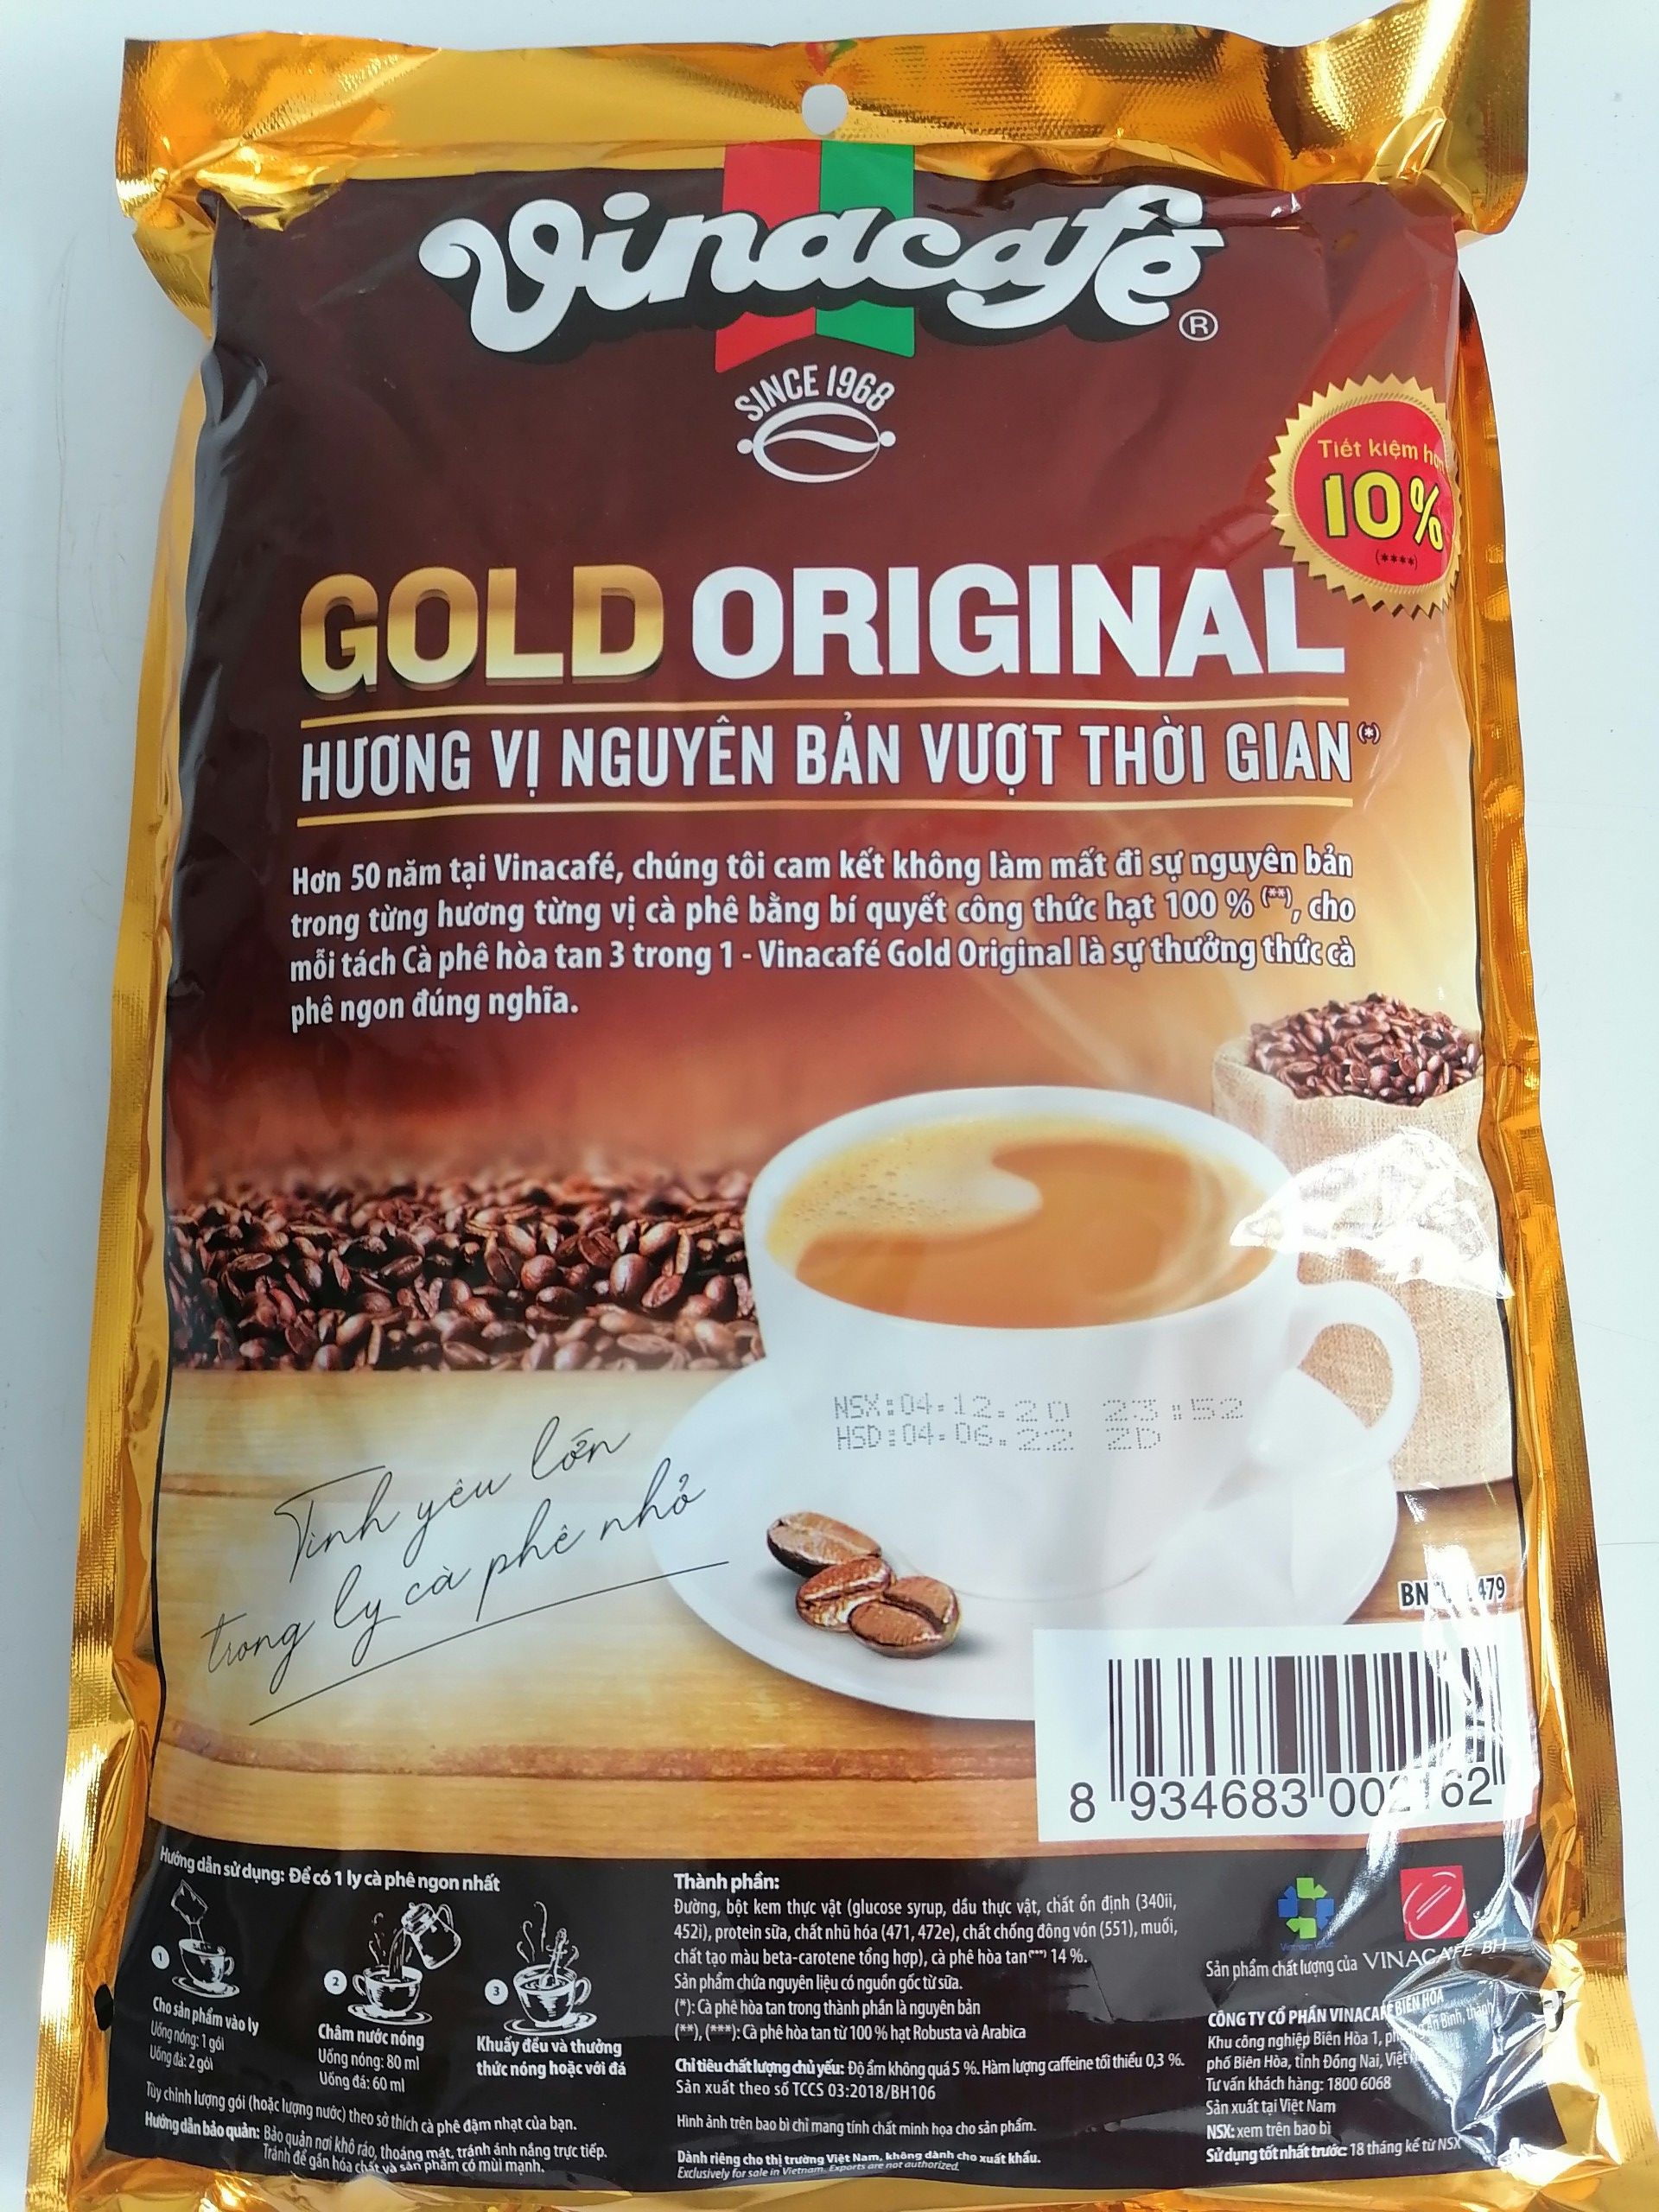 Vinacafé ®
SINCE 1968
Tiết kiệm hơn
10%
(****)
GOLD ORIGINAL
HƯƠNG VỊ NGUYÊN BẢN VƯỢT THỜI GIAN(*)
Hơn 50 năm tại Vinacafé, chúng tôi cam kết không làm mất đi sự nguyên bản
trong từng hương từng vị cà phê bằng bí quyết công thức hạt 100 % (**), cho
mỗi tách Cà phê hòa tan 3 trong 1 - Vinacafé Gold Original là sự thưởng thức cà
phê ngon đúng nghĩa.
NSX:04.12.20 23:52
HSD:04.06.22 ZD
Tình yêu lớn
trong ly cà phê nhỏ
479
8 934683 002162
Hướng dẫn sử dụng: Để có 1 ly cà phê ngon nhất
1
Cho sản phẩm vào ly
Uống nóng: 1 gói
Uống đá: 2 gói
2
Châm nước nóng
Uống nóng: 80 ml
Uống đá: 60 ml
3
Khuấy đều và thưởng
thức nóng hoặc với đá
Tùy chỉnh lượng gói (hoặc lượng nước) theo sở thích cà phê đậm nhạt của bạn.
Hướng dẫn bảo quản: Bảo quản nơi khô ráo, thoáng mát, tránh ánh nắng trực tiếp.
Tránh để gần hóa chất và sản phẩm có mùi mạnh.
Thành phần:
Đường, bột kem thực vật (glucose syrup, dầu thực vật, chất ổn định (340ii,
452i), protein sữa, chất nhũ hóa (471, 472e), chất chống đông vón (551), muối,
chất tạo màu beta-carotene tổng hợp), cà phê hòa tan(***) 14 %.
Sản phẩm chứa nguyên liệu có nguồn gốc từ sữa.
(*): Cà phê hòa tan trong thành phần là nguyên bản
(**), (***): Cà phê hòa tan từ 100 % hạt Robusta và Arabica
Chỉ tiêu chất lượng chủ yếu: Độ ẩm không quá 5 %. Hàm lượng caffeine tối thiểu 0,3 %.
Sản xuất theo số TCCS 03:2018/BH106
Hình ảnh trên bao bì chỉ mang tính chất minh họa cho sản phẩm.
Dành riêng cho thị trường Việt Nam, không dành cho xuất khẩu.
Exclusively for sale in Vietnam. Exports are not authorized.
Sản phẩm chất lượng của VINACAFÉ BH
CÔNG TY CỔ PHẦN VINACAFÉ BIÊN HÒA
Khu công nghiệp Biên Hòa 1, phường An Bình, thành
phố Biên Hòa, tỉnh Đồng Nai, Việt
Tư vấn khách hàng: 1800 6068
Sản xuất tại Việt Nam
NSX: xem trên bao bì
Sử dụng tốt nhất trước: 18 tháng kể từ NSX